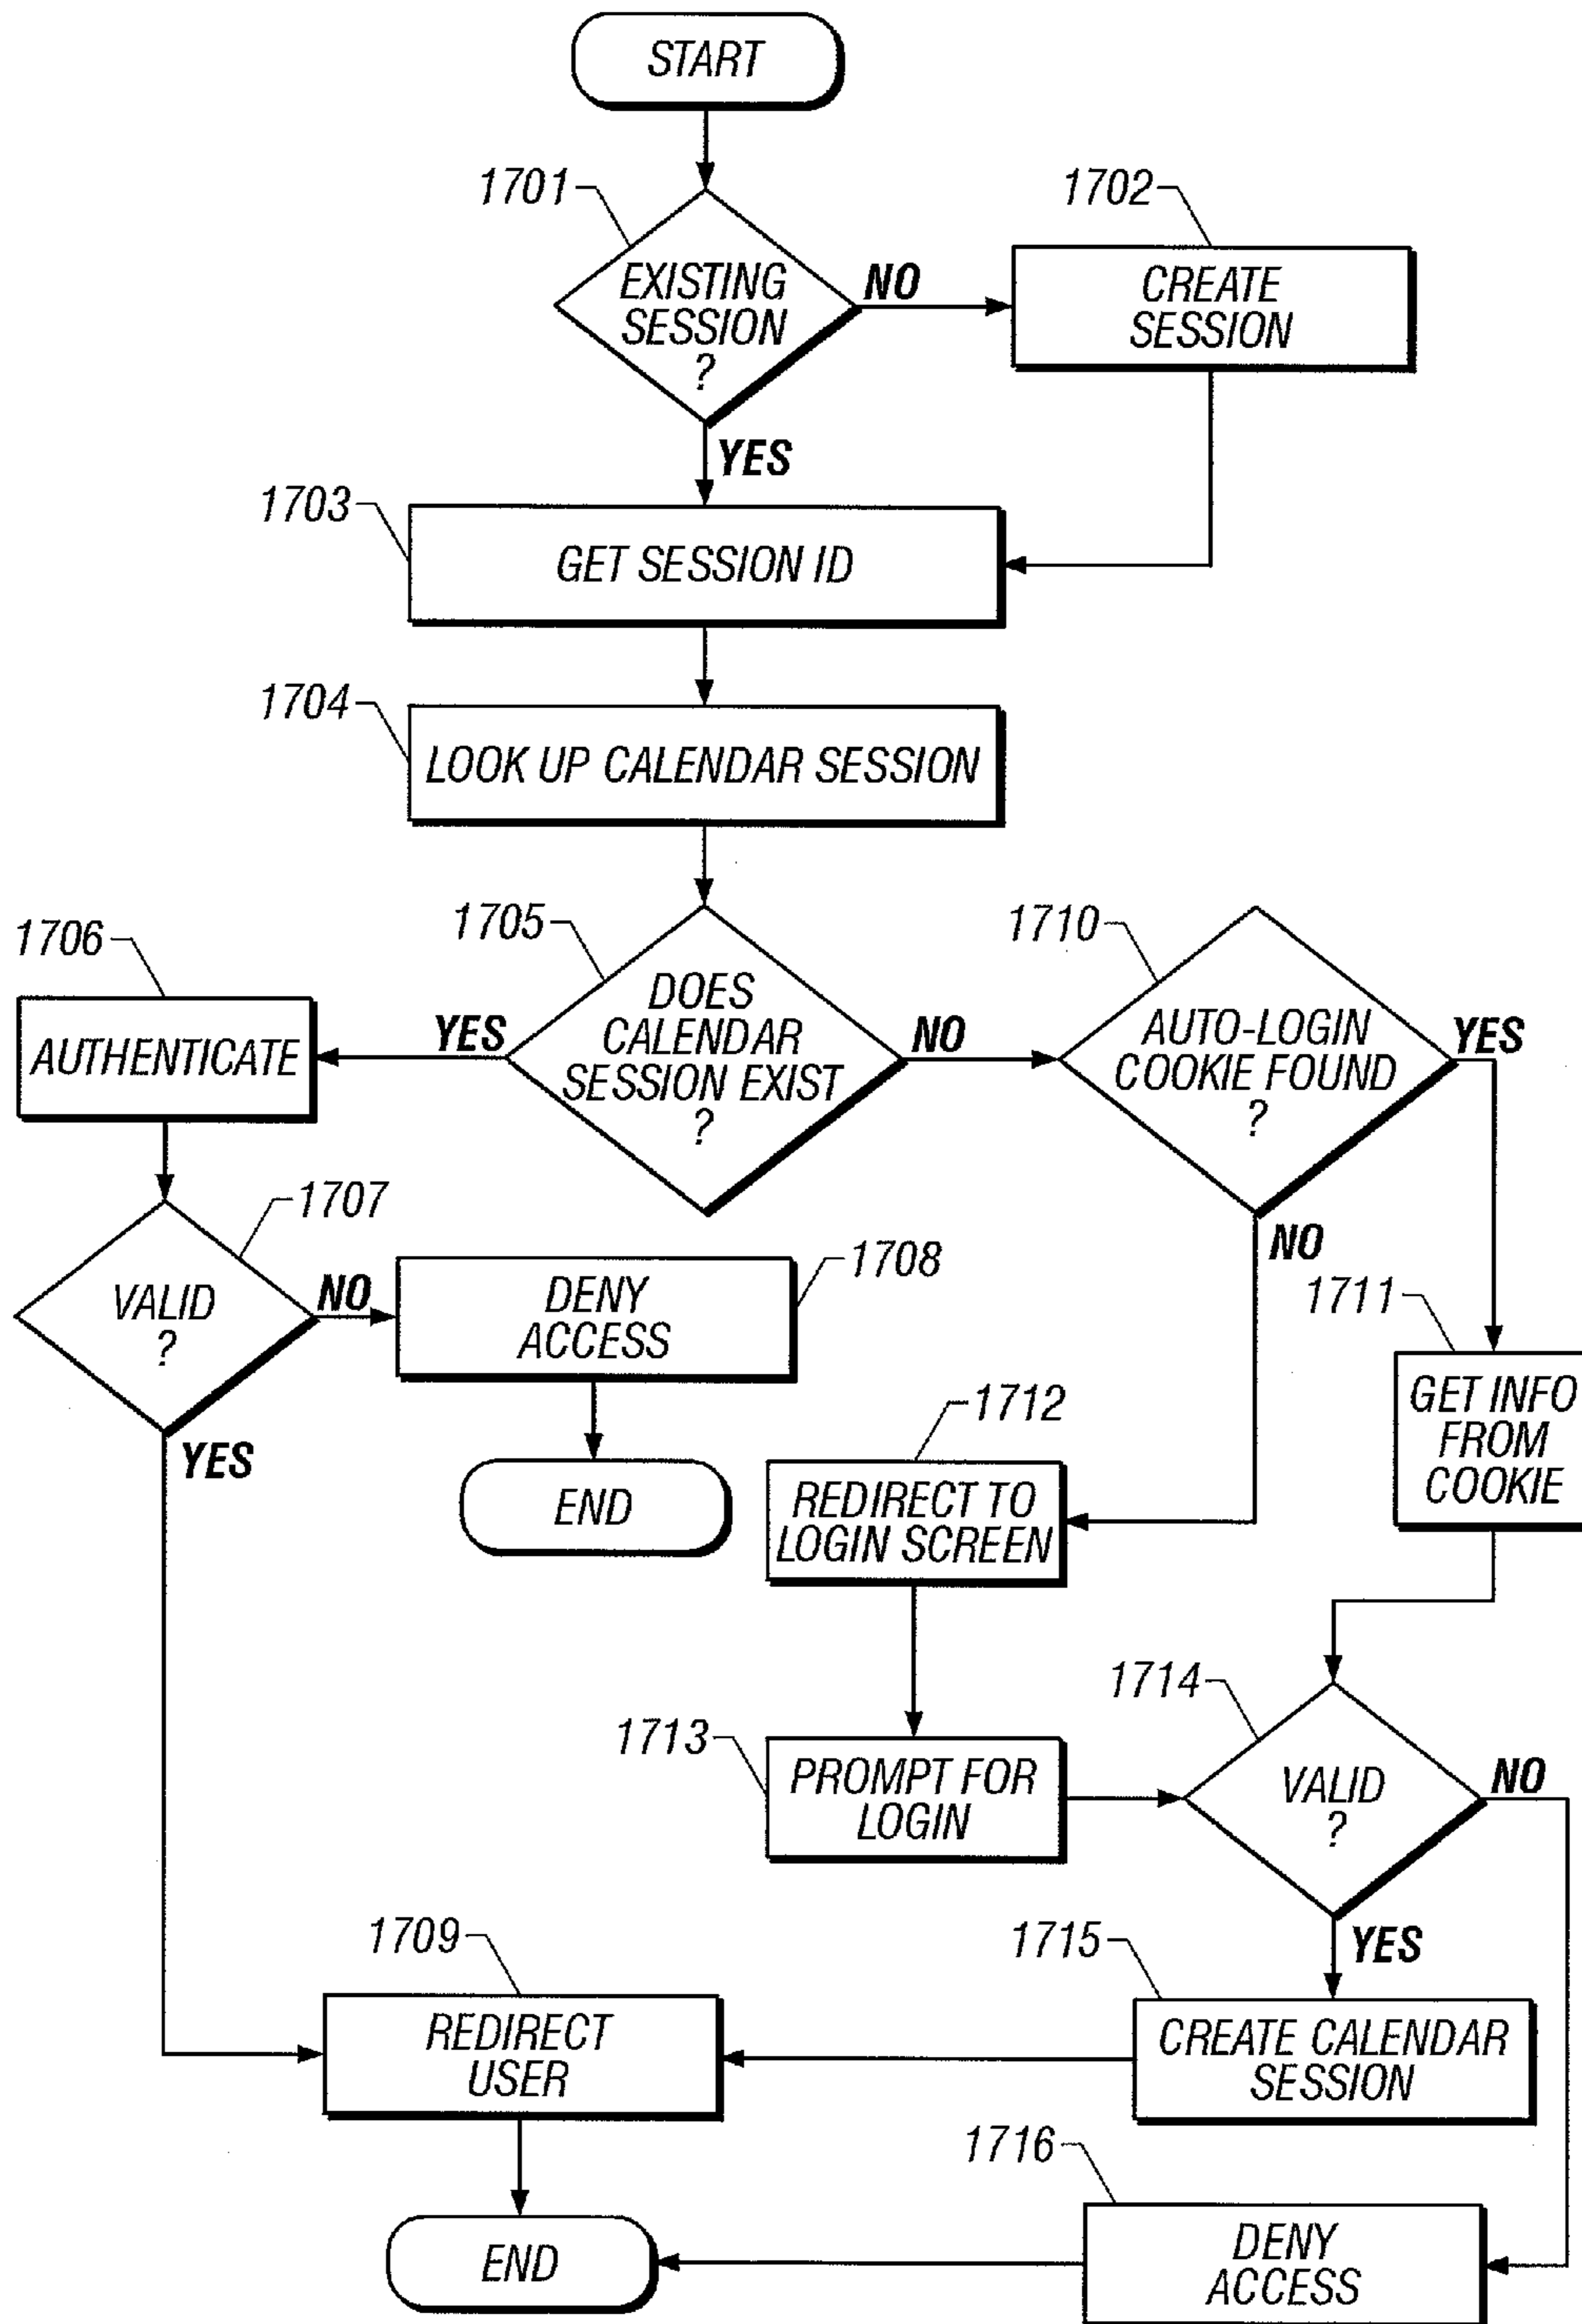 START
1701
1702
EXISTING
SESSION
?
NO
CREATE
SESSION
YES
1703
GET SESSION ID
1704
LOOK UP CALENDAR SESSION
1705
1710
1706
DOES
CALENDAR
SESSION EXIST
?
YES
NO
AUTO-LOGIN
COOKIE FOUND
?
YES
AUTHENTICATE
1707
NO
1708
VALID
?
NO
DENY
ACCESS
1711
GET INFO
FROM
COOKIE
1712
YES
END
REDIRECT TO
LOGIN SCREEN
1714
1713
PROMPT FOR
LOGIN
VALID
?
NO
1709
1715
YES
REDIRECT
USER
CREATE CALENDAR
SESSION
1716
END
DENY
ACCESS